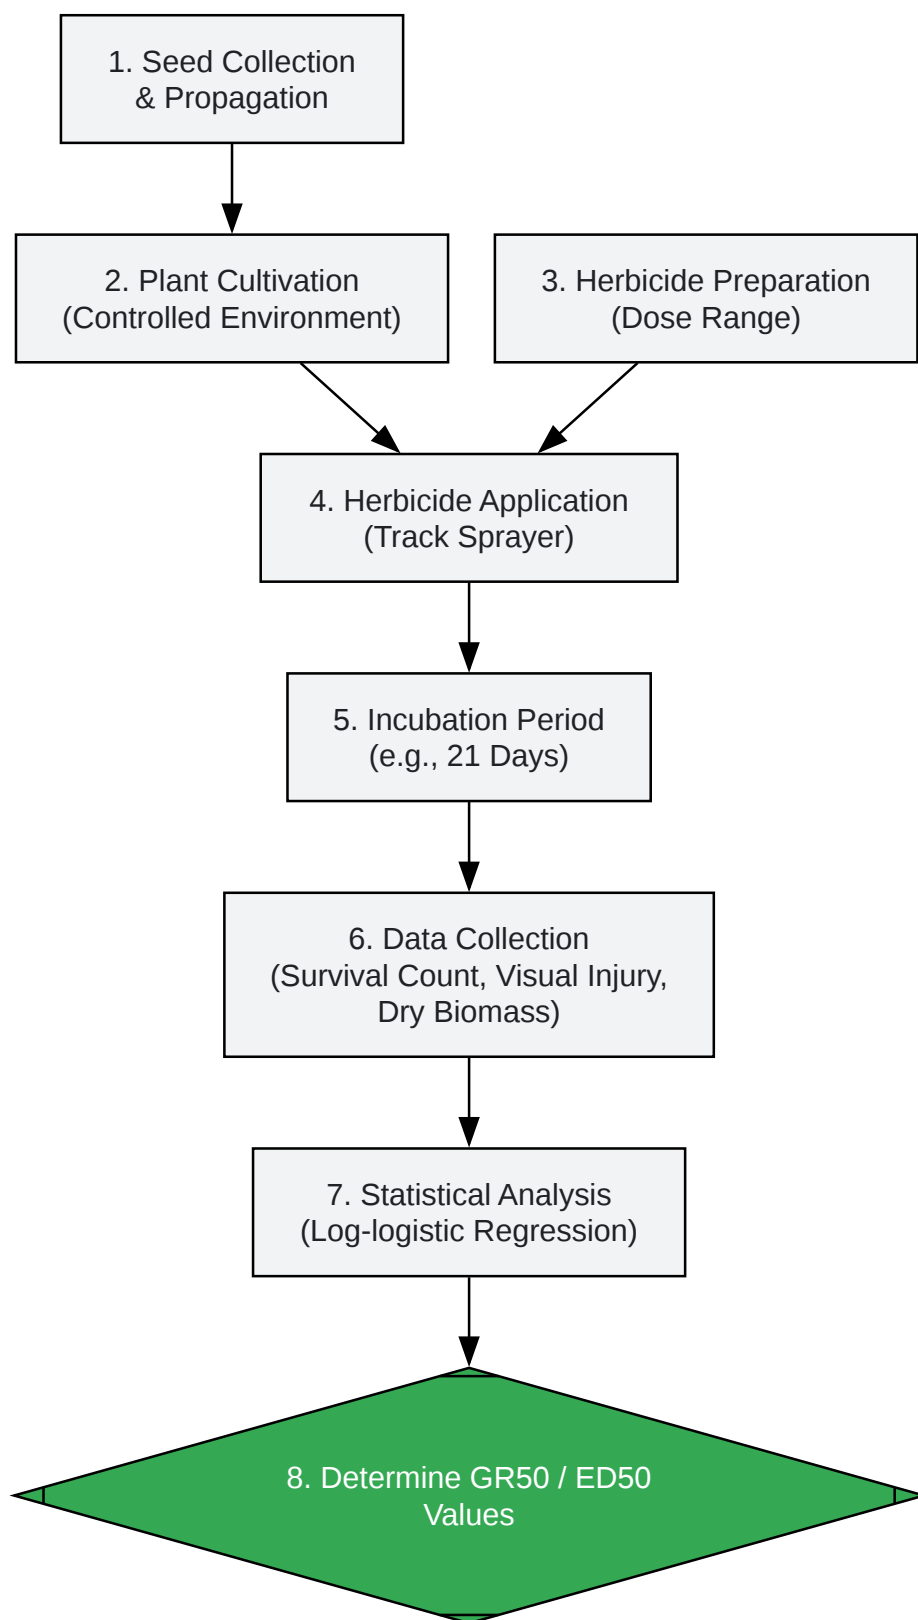 1. Seed Collection
& Propagation
2. Plant Cultivation
(Controlled Environment)
3. Herbicide Preparation
(Dose Range)
4. Herbicide Application
(Track Sprayer)
5. Incubation Period
(e.g., 21 Days)
6. Data Collection
(Survival Count, Visual Injury,
Dry Biomass)
7. Statistical Analysis
(Log-logistic Regression)
8. Determine GR50 / ED50
Values